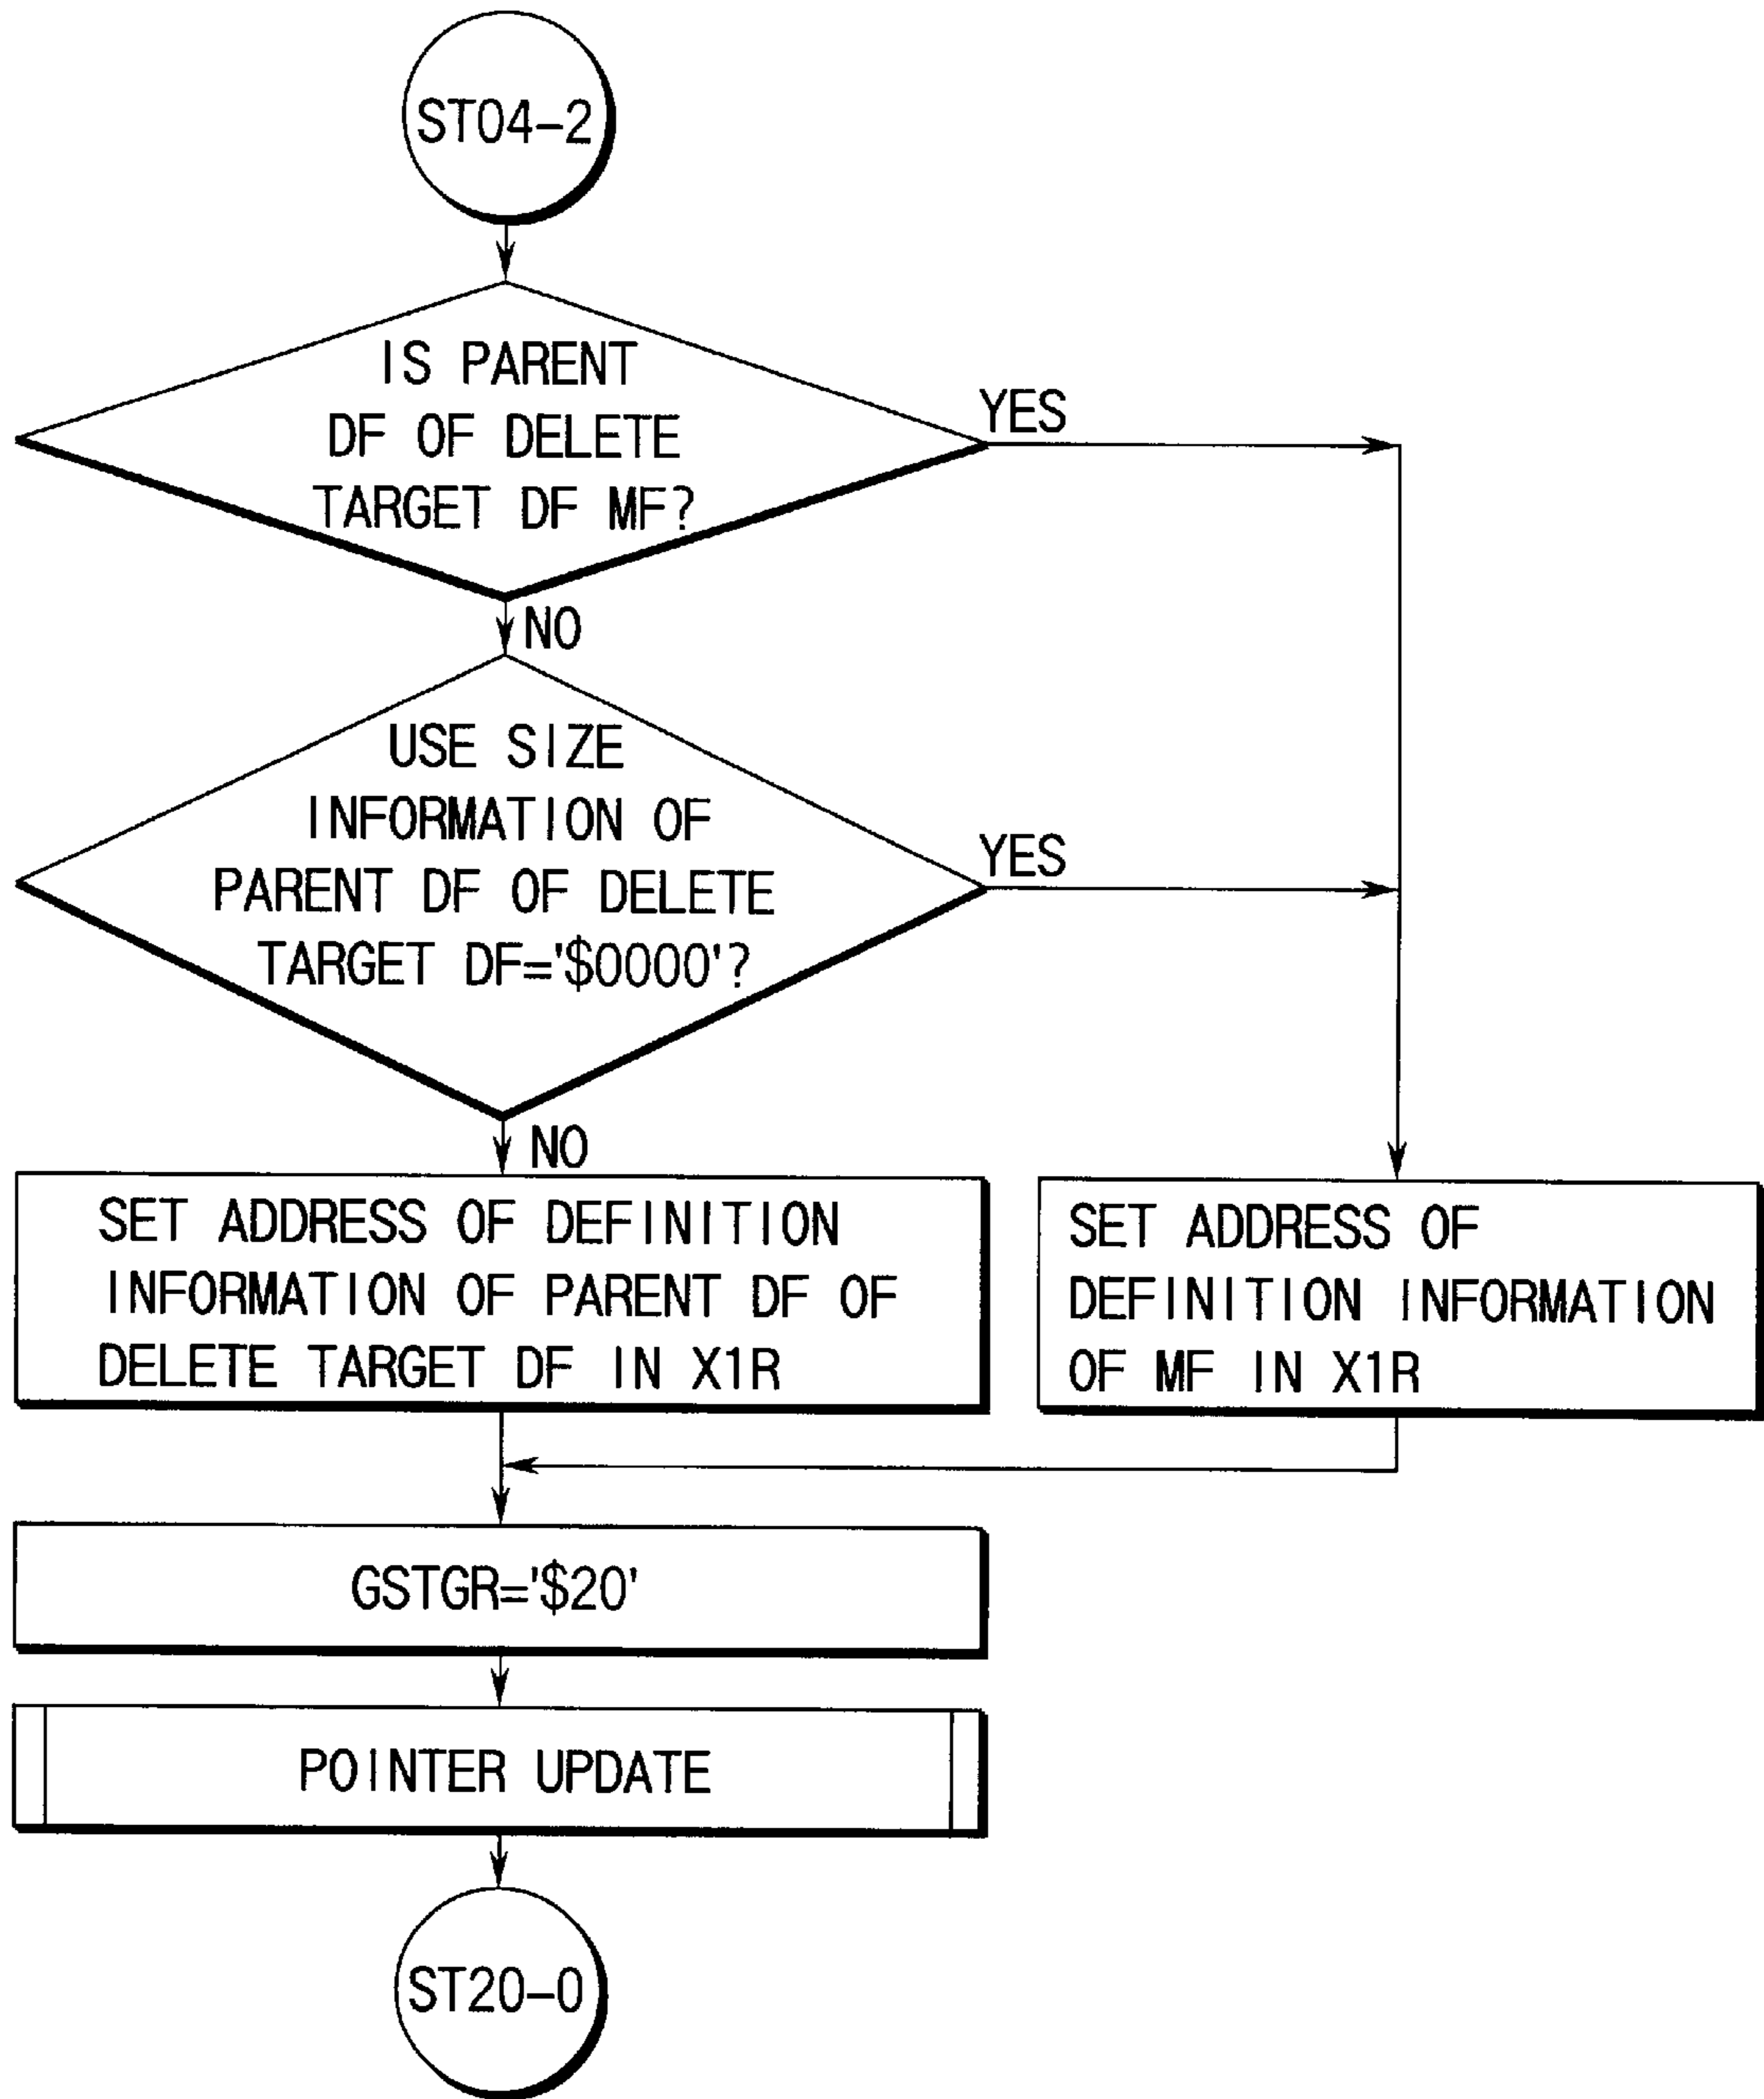 ST04-2
IS PARENT
DF OF DELETE
TARGET DF MF?
YES
NO
USE SIZE
INFORMATION OF
PARENT DF OF DELETE
TARGET DF='$0000'?
YES
NO
SET ADDRESS OF DEFINITION
INFORMATION OF PARENT DF OF
DELETE TARGET DF IN X1R
SET ADDRESS OF
DEFINITION INFORMATION
OF MF IN X1R
GSTGR='$20'
POINTER UPDATE
ST20-0